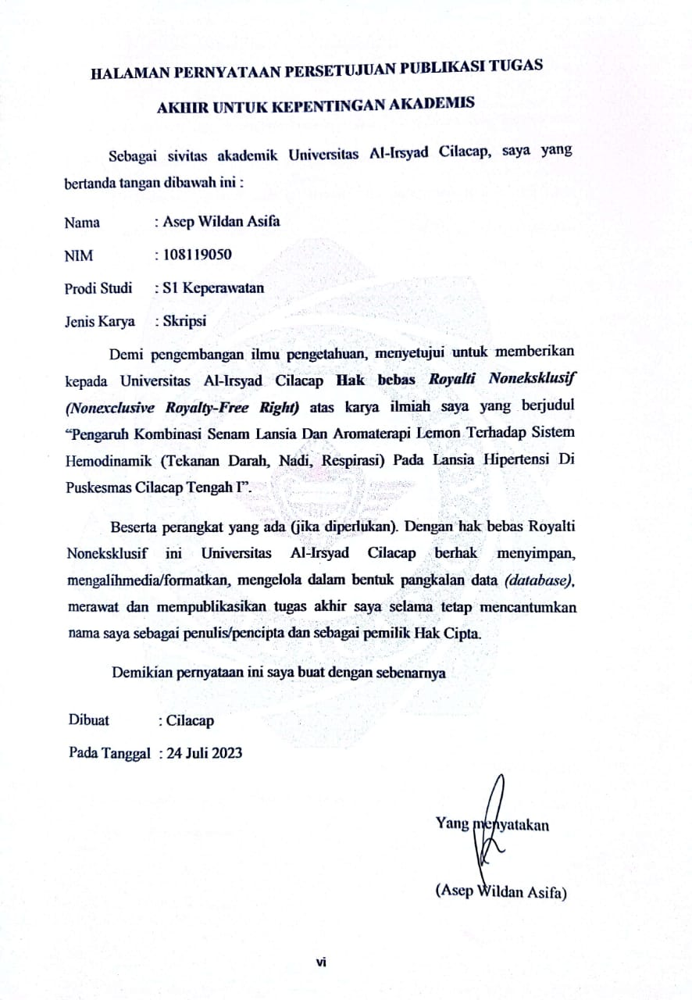 HALAMAN PERNYATAAN PERSETUJUAN PUBLIKASI TUGAS
AKHIR UNTUK KEPENTINGAN AKADEMIS
Sebagai sivitas akademik Universitas Al-Irsyad Cilacap, saya yang
bertanda tangan dibawah ini :
Nama : Asep Wildan Asifa
NIM : 108119050
Prodi Studi : S1 Keperawatan
Jenis Karya : Skripsi
Demi pengembangan ilmu pengetahuan, menyetujui untuk memberikan
kepada Universitas Al-Irsyad Cilacap Hak bebas Royalti Noneksklusif
(Nonexclusive Royalty-Free Right) atas karya ilmiah saya yang berjudul
“Pengaruh Kombinasi Senam Lansia Dan Aromaterapi Lemon Terhadap Sistem
Hemodinamik (Tekanan Darah, Nadi, Respirasi) Pada Lansia Hipertensi Di
Puskesmas Cilacap Tengah I”.
Beserta perangkat yang ada (jika diperlukan). Dengan hak bebas Royalti
Noneksklusif ini Universitas Al-Irsyad Cilacap berhak menyimpan,
mengalihmedia/formatkan, mengelola dalam bentuk pangkalan data (database),
merawat dan mempublikasikan tugas akhir saya selama tetap mencantumkan
nama saya sebagai penulis/pencipta dan sebagai pemilik Hak Cipta.
Demikian pernyataan ini saya buat dengan sebenarnya
Dibuat : Cilacap
Pada Tanggal : 24 Juli 2023
Yang menyatakan
(Asep Wildan Asifa)
vi